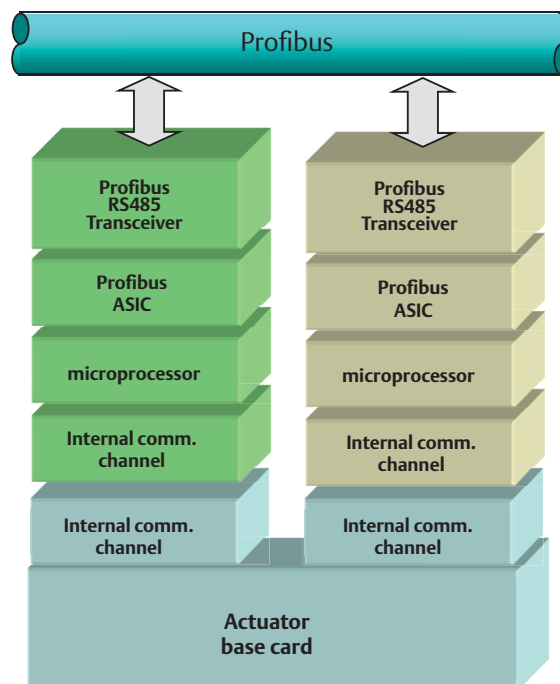 Profibus
Profibus
RS485
Transceiver
Profibus
ASIC
microprocessor
Internal comm.
channel
Internal comm.
channel
Profibus
RS485
Transceiver
Profibus
ASIC
microprocessor
Internal comm.
channel
Internal comm.
channel
Actuator
base card